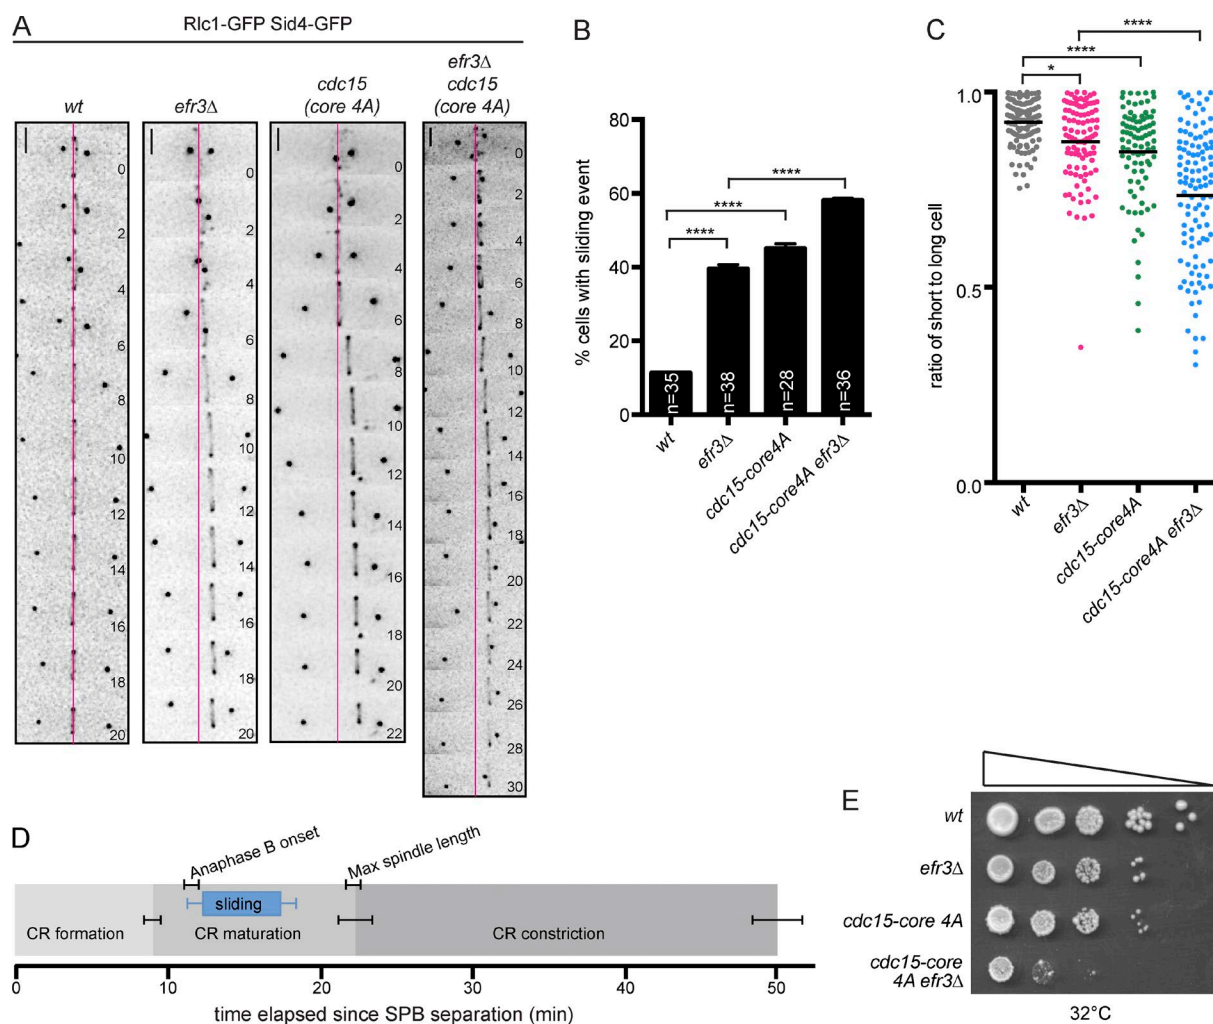 A
Rlc1-GFP Sid4-GFP
wt
efr3Δ
cdc15
(core 4A)
efr3Δ
cdc15
(core 4A)
0
2
4
6
8
10
12
14
16
18
20
0
2
4
6
8
10
12
14
16
18
20
0
2
4
6
8
10
12
14
16
18
20
22
0
2
4
6
8
10
12
14
16
18
20
22
24
26
28
30
B
% cells with sliding event
80
60
40
20
0
****
****
****
n=35
n=38
n=28
n=36
wt
efr3Δ
cdc15-core4A
cdc15-core4A efr3Δ
C
ratio of short to long cell
****
****
*
1.0
0.5
0.0
wt
efr3Δ
cdc15-core4A
cdc15-core4A efr3Δ
D
Anaphase B onset
Max spindle length
sliding
CR formation
CR maturation
CR constriction
0
10
20
30
40
50
time elapsed since SPB separation (min)
E
wt
efr3Δ
cdc15-core 4A
cdc15-core
4A efr3Δ
32°C